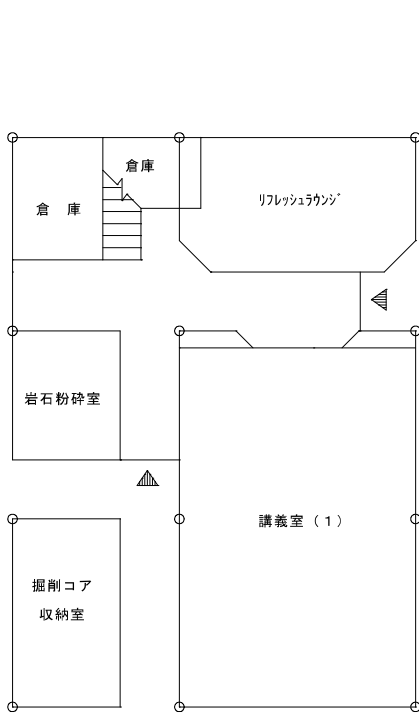 倉庫
倉　庫
ﾘﾌﾚｯｼｭﾗｳﾝｼﾞ
岩石粉砕室
講義室（１）
掘削コア
収納室